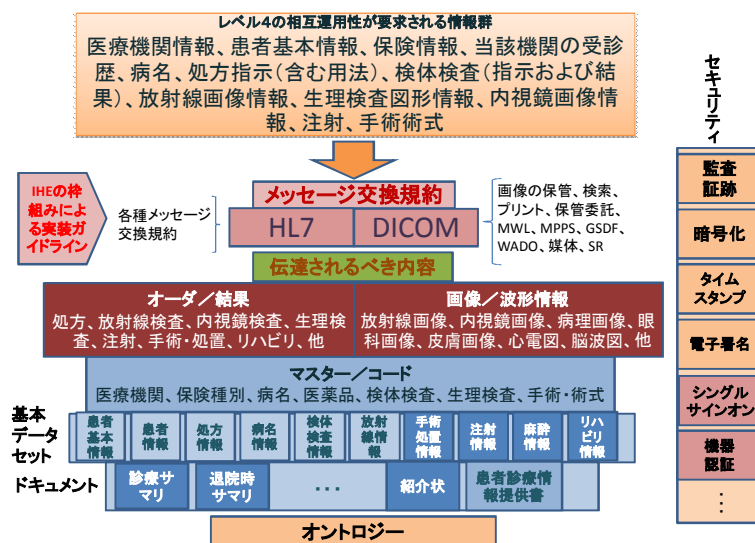 レベル4の相互運用性が要求される情報群
医療機関情報、患者基本情報、保険情報、当該機関の受診
歴、病名、処方指示(含む用法)、検体検査(指示および結
果)、放射線画像情報、生理検査図形情報、内視鏡画像情
報、注射、手術術式
IHEの枠
組みによ
る実装ガ
イドライン
各種メッセージ
交換規約
メッセージ交換規約
HL7
DICOM
画像の保管、検索、
プリント、保管委託、
MWL、MPPS、GSDF、
WADO、媒体、SR
伝達されるべき内容
オーダ/結果
処方、放射線検査、内視鏡検査、生理検
査、注射、手術・処置、リハビリ、他
画像/波形情報
放射線画像、内視鏡画像、病理画像、眼
科画像、皮膚画像、心電図、脳波図、他
マスター/コード
医療機関、保険種別、病名、医薬品、検体検査、生理検査、手術・術式
基本
データ
セット
患者
基本
情報
患者
情報
処方
情報
病名
情報
検体
検査
情報
放射
線情
報
手術
処置
情報
注射
情報
麻酔
情報
リハ
ビリ
情報
ドキュメント
診療サ
マリ
退院時
サマリ
...
紹介状
患者診療情
報提供書
オントロジー
セキュリティ
監査
証跡
暗号化
タイム
スタンプ
電子署名
シングル
サインオン
機器
認証
⋮